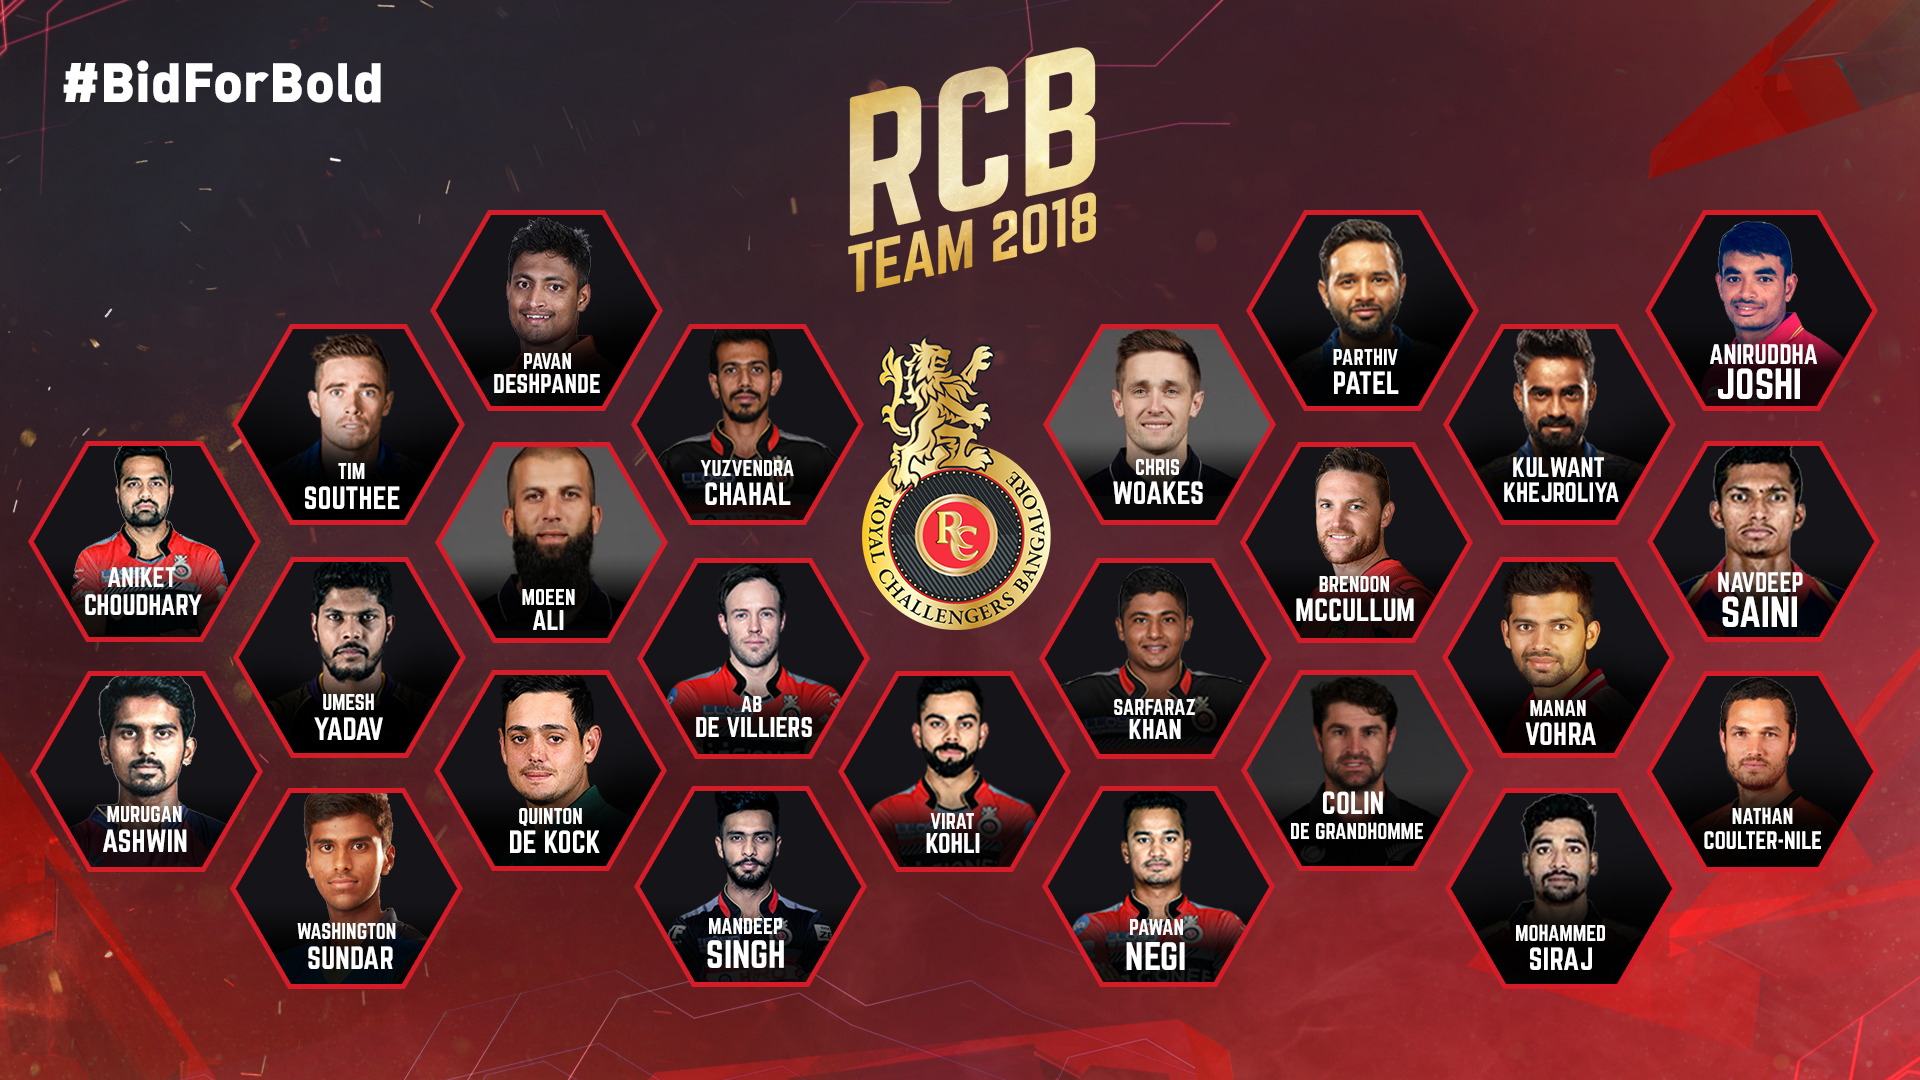 #BidForBold
RCB
TEAM 2018
PAVAN
DESHPANDE
PARTHIV
PATEL
ANIRUDDHA
JOSHI
TIM
SOUTHEE
YUZVENDRA
CHAHAL
CHRIS
WOAKES
KULWANT
KHEJROLIYA
ANIKET
CHOUDHARY
MOEEN
ALI
RC
ROYAL CHALLENGERS BANGALORE
BRENDON
MCCULLUM
NAVDEEP
SAINI
UMESH
YADAV
AB
DE VILLIERS
SARFARAZ
KHAN
MANAN
VOHRA
MURUGAN
ASHWIN
QUINTON
DE KOCK
VIRAT
KOHLI
COLIN
DE GRANDHOMME
NATHAN
COULTER-NILE
WASHINGTON
SUNDAR
MANDEEP
SINGH
PAWAN
NEGI
MOHAMMED
SIRAJ